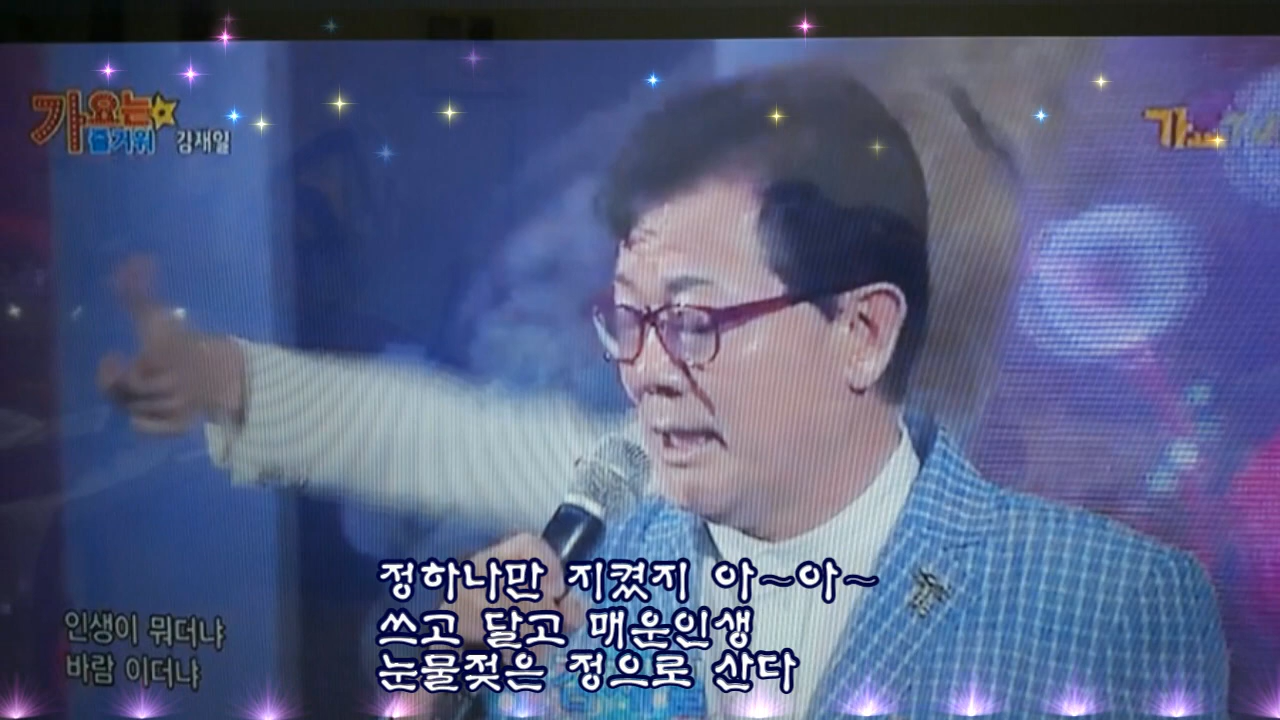 가요는
즐거워 김재일
정하나만 지켰지 아~아~
쓰고 달고 매운인생
눈물젖은 정으로 산다
인생이 뭐더냐
바람 이더냐